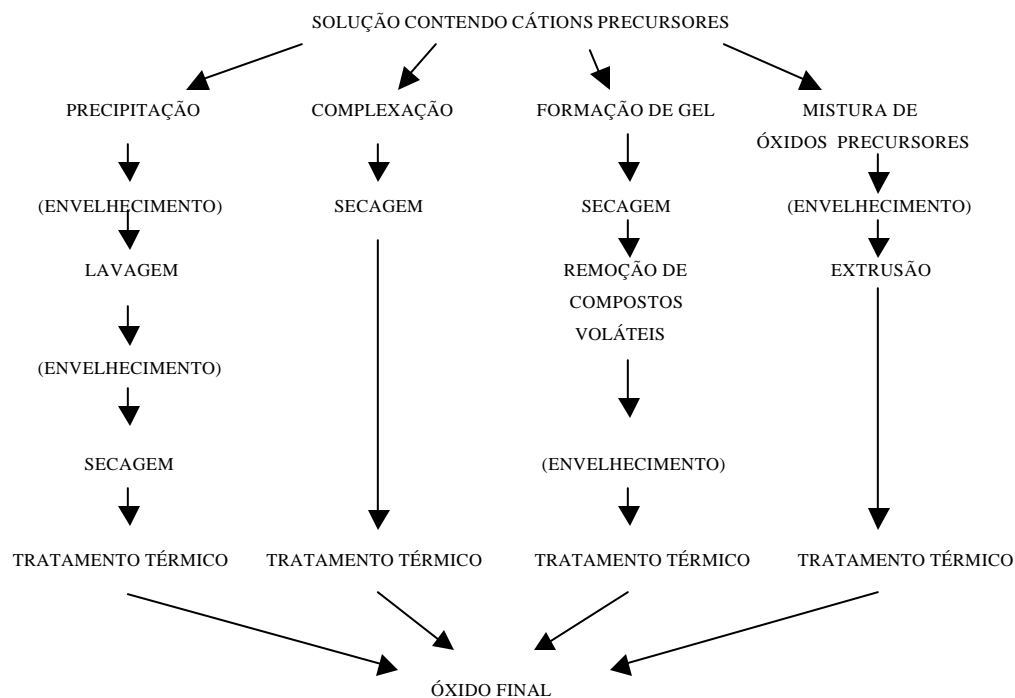 SOLUÇÃO CONTENDO CÁTIONS PRECURSORES
PRECIPITAÇÃO
COMPLEXAÇÃO
FORMAÇÃO DE GEL
MISTURA DE
ÓXIDOS PRECURSORES
(ENVELHECIMENTO)
SECAGEM
SECAGEM
(ENVELHECIMENTO)
LAVAGEM
REMOÇÃO DE
COMPOSTOS
VOLÁTEIS
EXTRUSÃO
(ENVELHECIMENTO)
SECAGEM
(ENVELHECIMENTO)
TRATAMENTO TÉRMICO
TRATAMENTO TÉRMICO
TRATAMENTO TÉRMICO
TRATAMENTO TÉRMICO
ÓXIDO FINAL